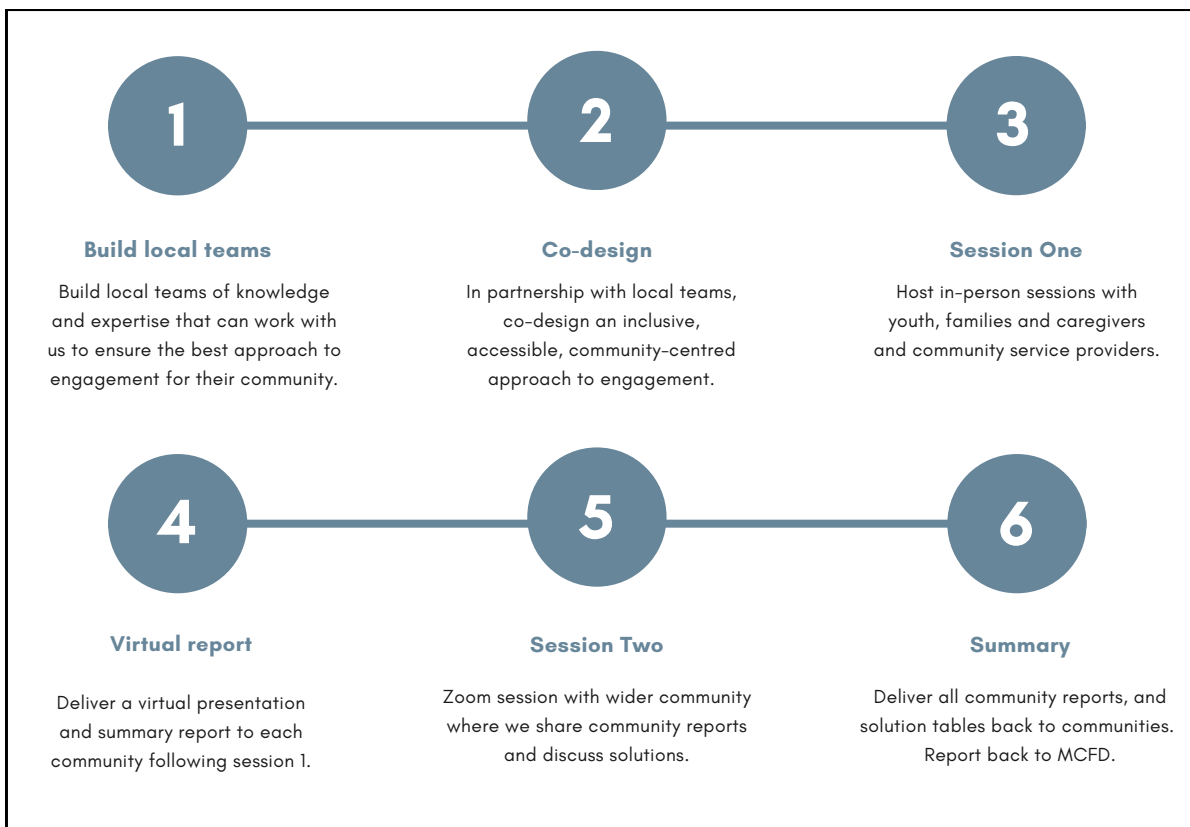 1
2
3
Build local teams
Build local teams of knowledge
and expertise that can work with
us to ensure the best approach to
engagement for their community.
Co-design
In partnership with local teams,
co-design an inclusive,
accessible, community-centred
approach to engagement.
Session One
Host in-person sessions with
youth, families and caregivers
and community service providers.
4
5
6
Virtual report
Deliver a virtual presentation
and summary report to each
community following session 1.
Session Two
Zoom session with wider community
where we share community reports
and discuss solutions.
Summary
Deliver all community reports, and
solution tables back to communities.
Report back to MCFD.